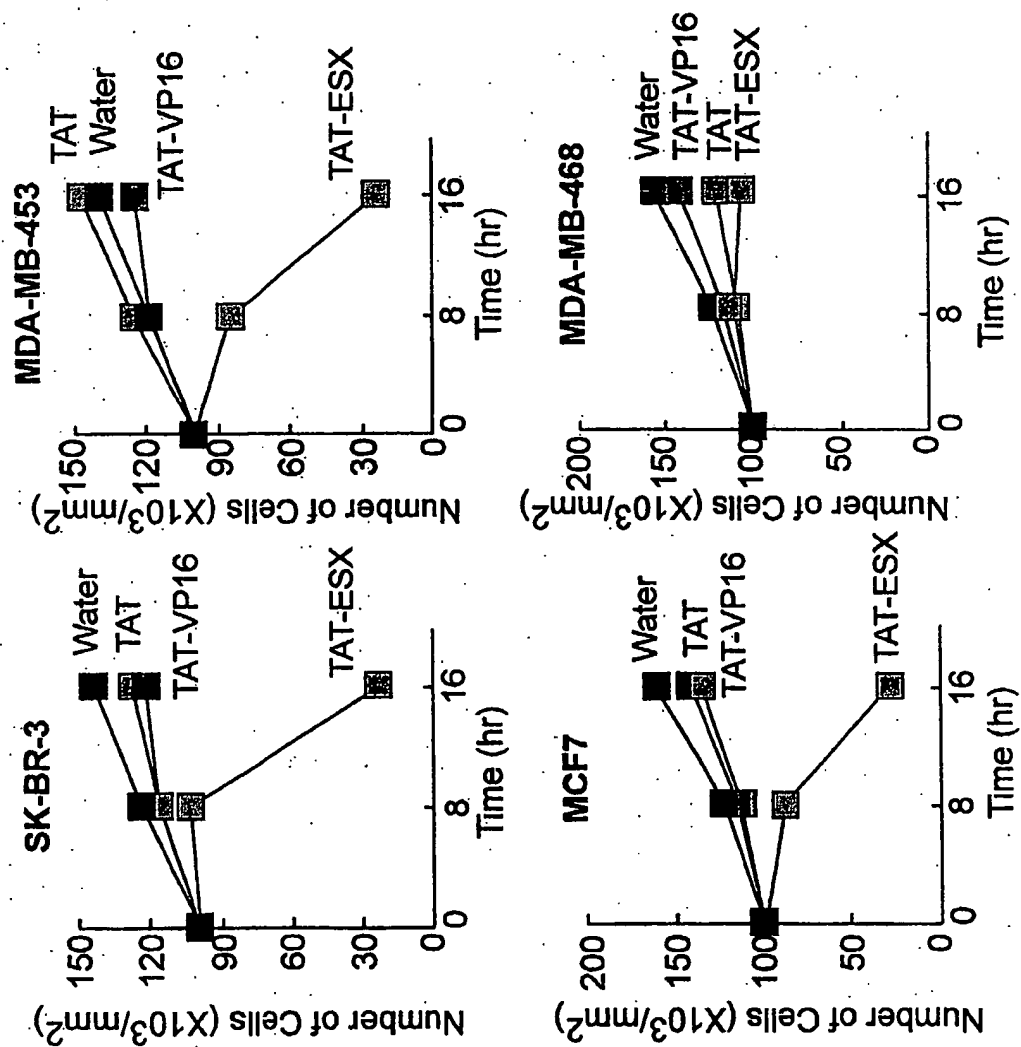 SK-BR-3
Number of Cells (X103/mm²)
150
120
90
60
30
0
0
8
16
Time (hr)
Water
TAT
TAT-VP16
TAT-ESX
MDA-MB-453
Number of Cells (X103/mm²)
150
120
90
60
30
0
0
8
16
Time (hr)
TAT
Water
TAT-VP16
TAT-ESX
MCF7
Number of Cells (X103/mm²)
200
150
100
50
0
0
8
16
Time (hr)
Water
TAT
TAT-VP16
TAT-ESX
MDA-MB-468
Number of Cells (X103/mm²)
200
150
100
50
0
0
8
16
Time (hr)
Water
TAT-VP16
TAT
TAT-ESX